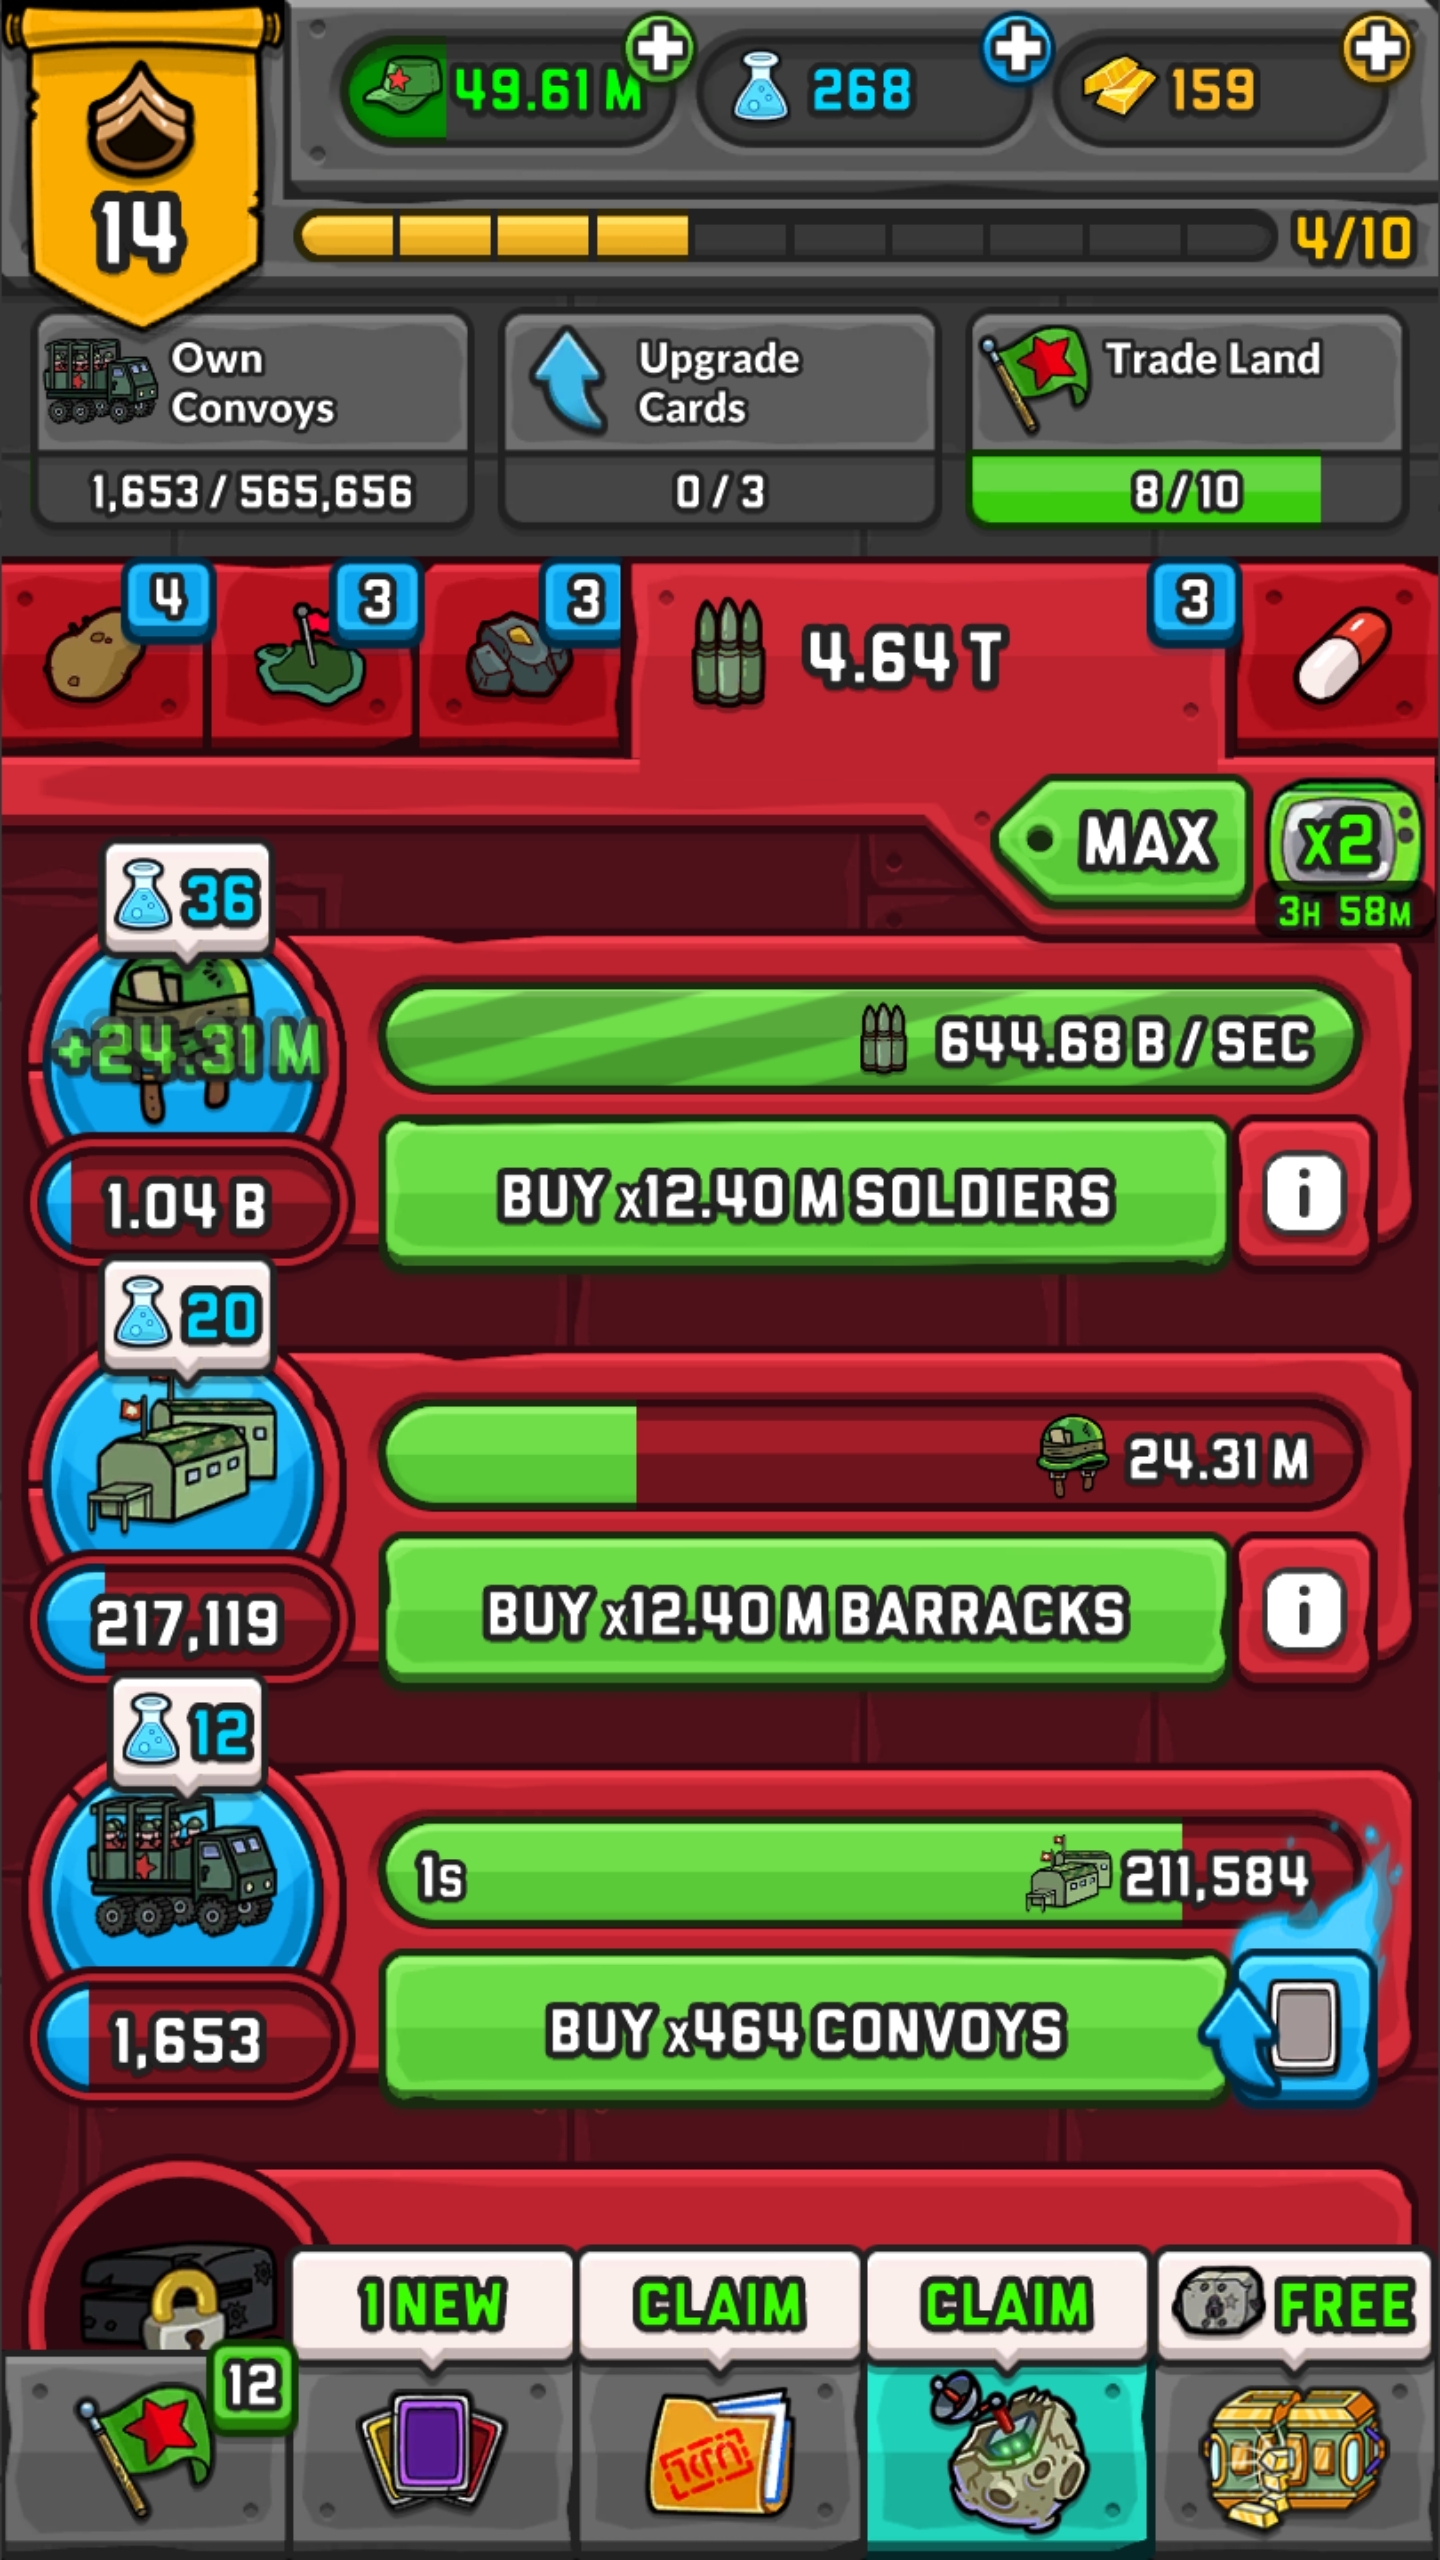 49.61 M
268
159
14
4/10
Own
Convoys
1,653 / 565,656
Upgrade
Cards
0 / 3
Trade Land
8 / 10
4
3
3
4.64 T
3
MAX
x2
3H 58M
36
+24.31 M
644.68 B / SEC
BUY x12.40 M SOLDIERS
i
1.04 B
20
24.31 M
BUY x12.40 M BARRACKS
i
217,119
12
1s
211,584
BUY x464 CONVOYS
1,653
1 NEW
CLAIM
CLAIM
FREE
12